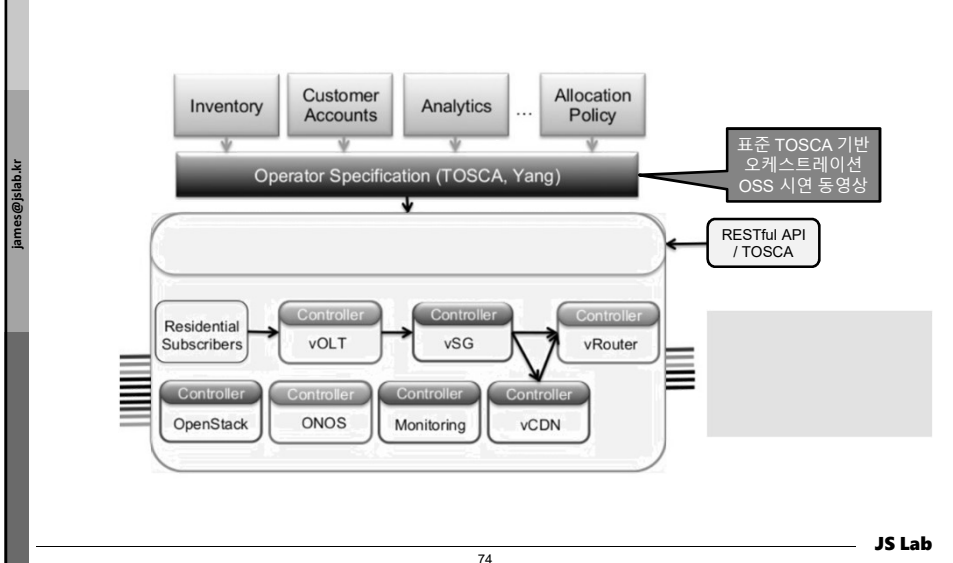 james@jslab.kr
Inventory
Customer
Accounts
Analytics
...
Allocation
Policy
Operator Specification (TOSCA, Yang)
표준 TOSCA 기반
오케스트레이션
OSS 시연 동영상
RESTful API
/ TOSCA
Residential
Subscribers
Controller
vOLT
Controller
vSG
Controller
vRouter
Controller
OpenStack
Controller
ONOS
Controller
Monitoring
Controller
vCDN
JS Lab
74